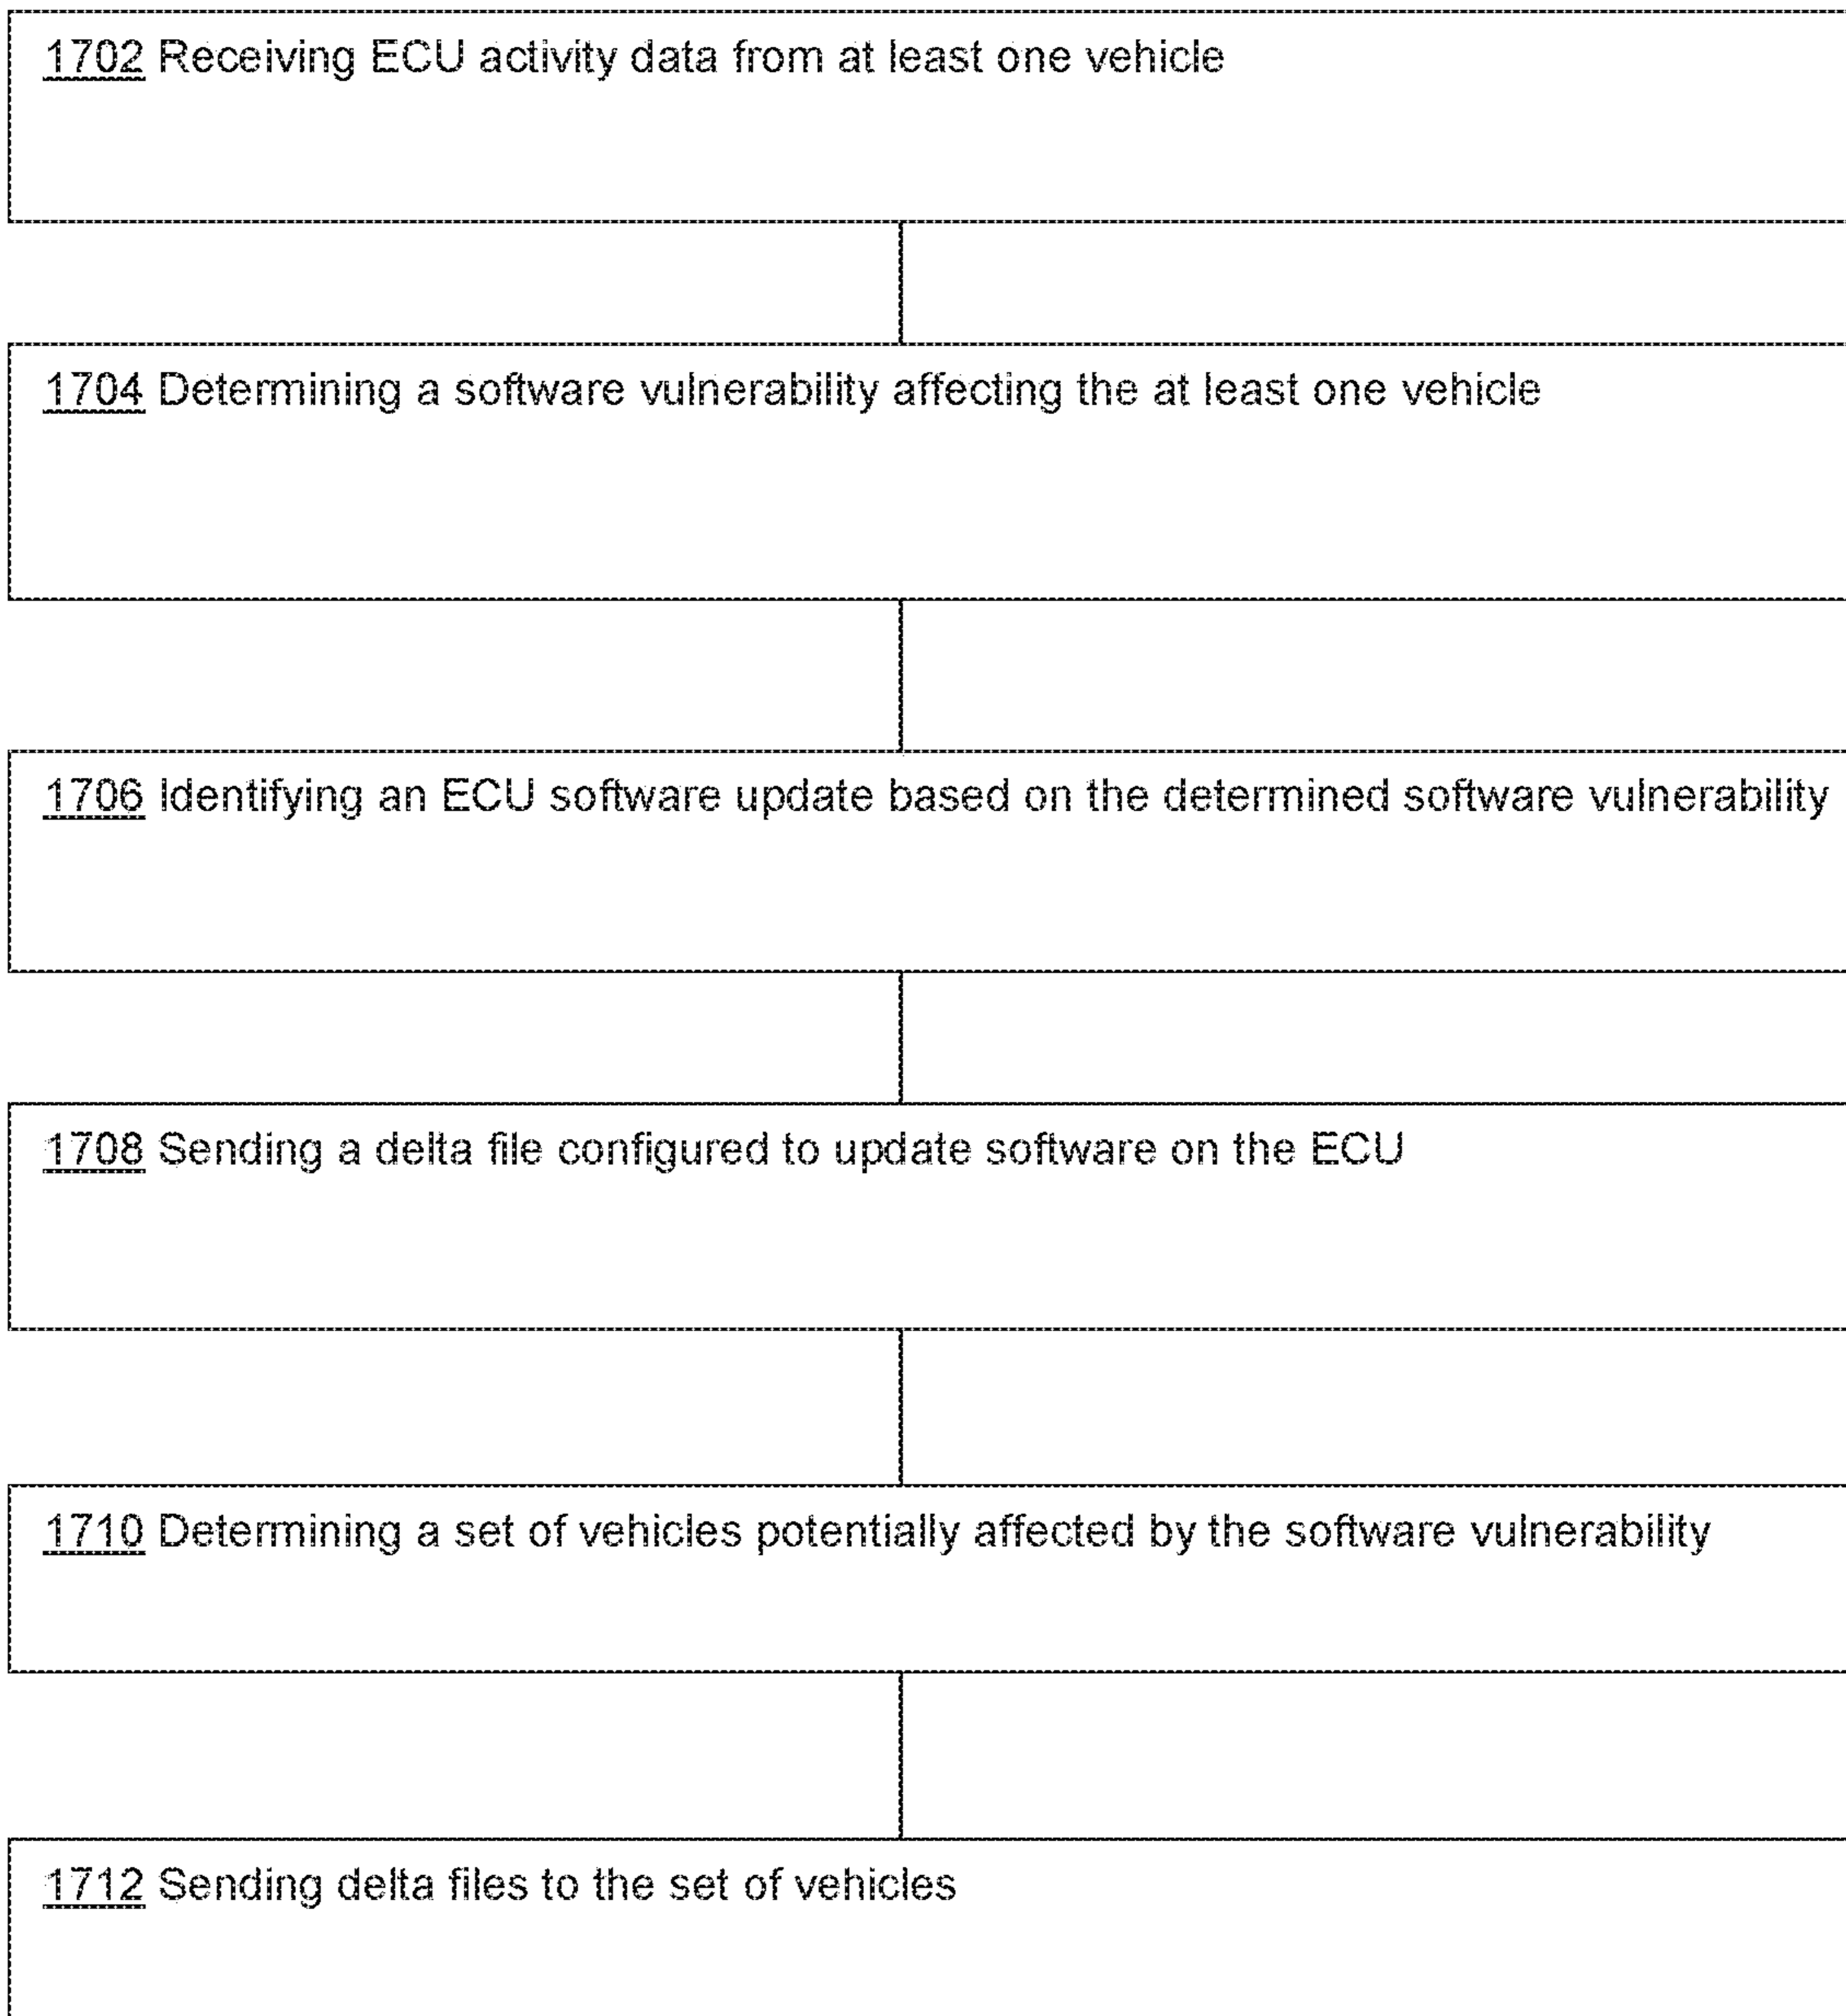 1702 Receiving ECU activity data from at least one vehicle
1704 Determining a software vulnerability affecting the at least one vehicle
1706 Identifying an ECU software update based on the determined software vulnerability
1708 Sending a delta file configured to update software on the ECU
1710 Determining a set of vehicles potentially affected by the software vulnerability
1712 Sending delta files to the set of vehicles